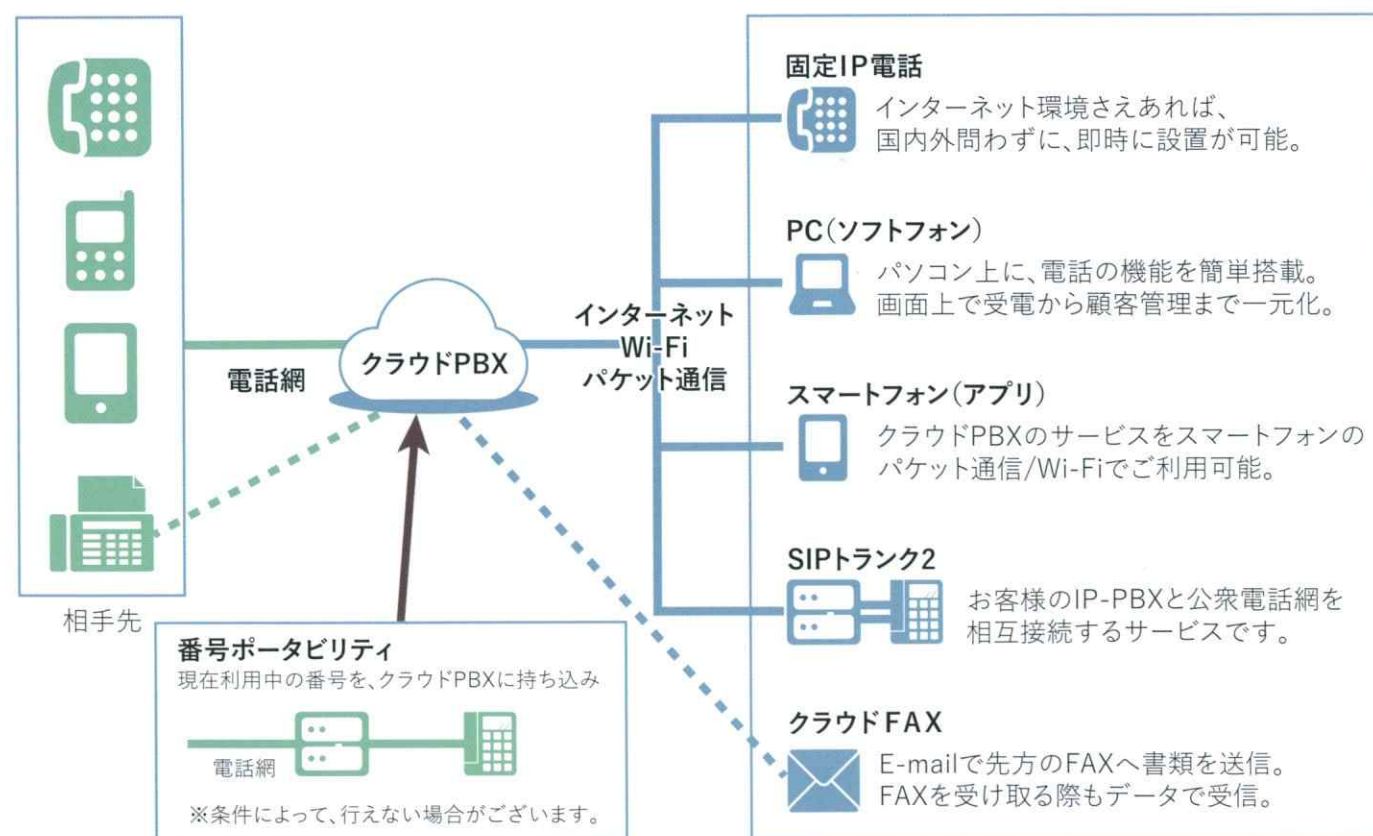 相手先
電話網
クラウドPBX
インターネット
Wi-Fi
パケット通信
番号ポータビリティ
現在利用中の番号を、クラウドPBXに持ち込み
電話網
※条件によって、行えない場合がございます。
固定IP電話
インターネット環境さえあれば、
国内外問わずに、即時に設置が可能。
PC(ソフトフォン)
パソコン上に、電話の機能を簡単搭載。
画面上で受電から顧客管理まで一元化。
スマートフォン(アプリ)
クラウドPBXのサービスをスマートフォンの
パケット通信/Wi-Fiでご利用可能。
SIPトランク2
お客様のIP-PBXと公衆電話網を
相互接続するサービスです。
クラウドFAX
E-mailで先方のFAXへ書類を送信。
FAXを受け取る際もデータで受信。